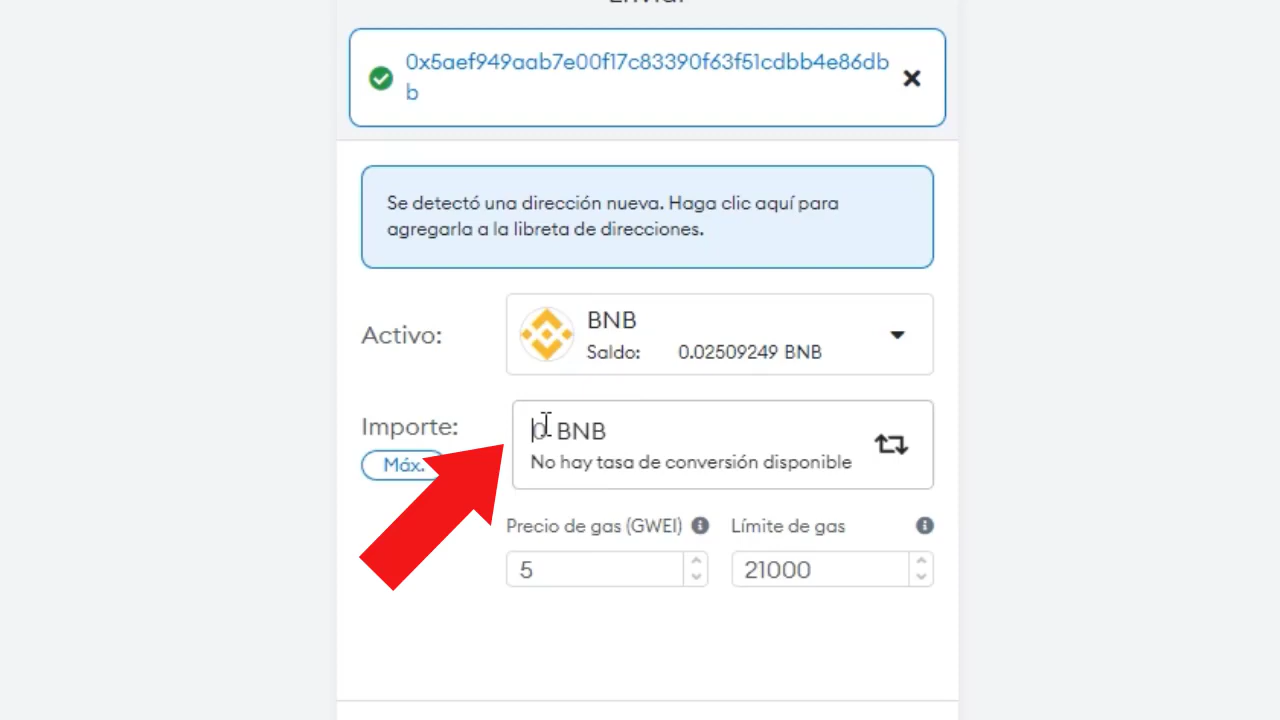 Enviar
0x5aef949aab7e00f17c83390f63f51cdbb4e86db
b
Se detectó una dirección nueva. Haga clic aquí para
agregarla a la libreta de direcciones.
Activo:
BNB
Saldo: 0.02509249 BNB
Importe:
Máx.
0 BNB
No hay tasa de conversión disponible
Precio de gas (GWEI)
Límite de gas
5
21000